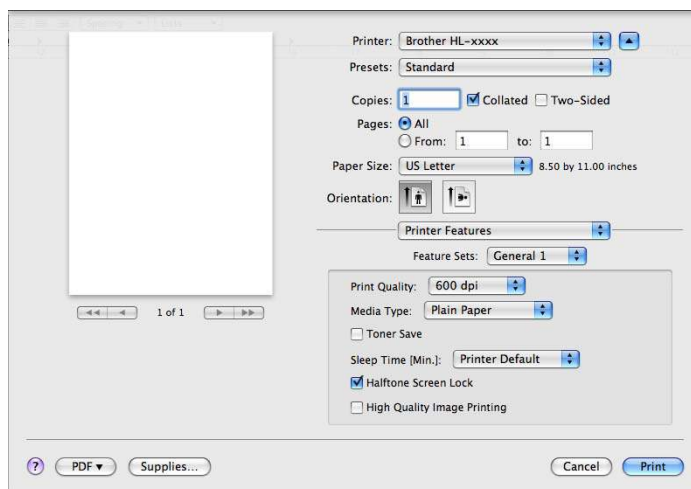 Printer: Brother HL-xxxx
Presets: Standard
Copies: 1 Collated Two-Sided
Pages: All
From: 1 to: 1
Paper Size: US Letter 8.50 by 11.00 inches
Orientation:
Printer Features
Feature Sets: General 1
1 of 1
Print Quality: 600 dpi
Media Type: Plain Paper
Toner Save
Sleep Time [Min.]: Printer Default
Halftone Screen Lock
High Quality Image Printing
? PDF▼ Supplies... Cancel Print